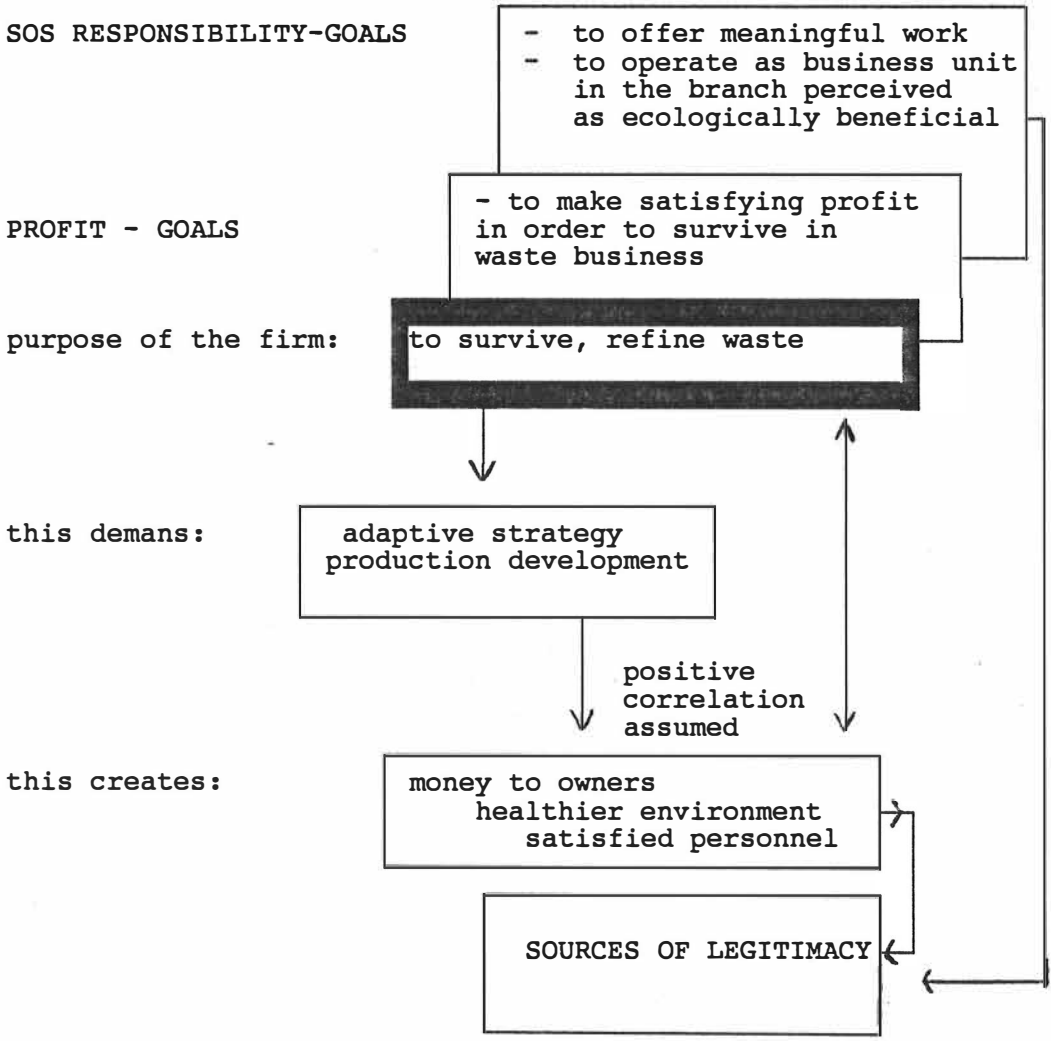 SOS RESPONSIBILITY-GOALS
- to offer meaningful work
- to operate as business unit
in the branch perceived
as ecologically beneficial
PROFIT - GOALS
- to make satisfying profit
in order to survive in
waste business
purpose of the firm:
to survive, refine waste
this demans:
adaptive strategy
production development
positive
correlation
assumed
this creates:
money to owners
healthier environment
satisfied personnel
SOURCES OF LEGITIMACY